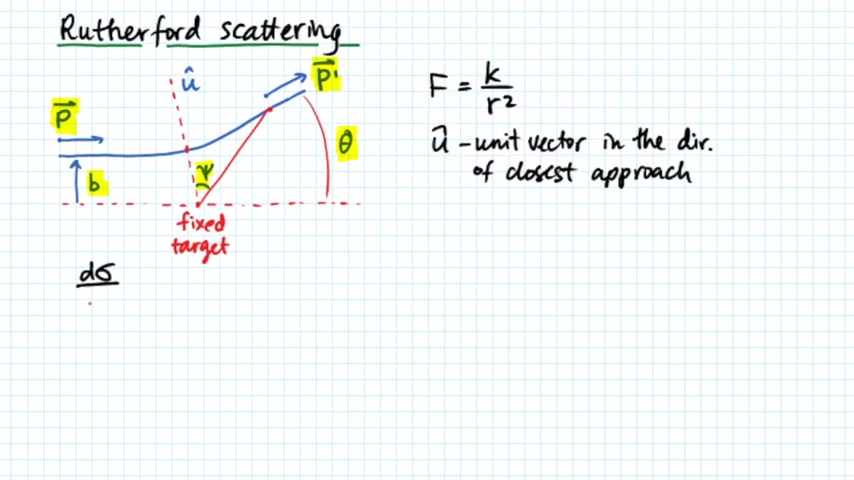 Rutherford scattering
û
p⃗'
p⃗
F = k/r²
û - unit vector in the dir.
of closest approach
θ
ψ
b
fixed
target
dσ